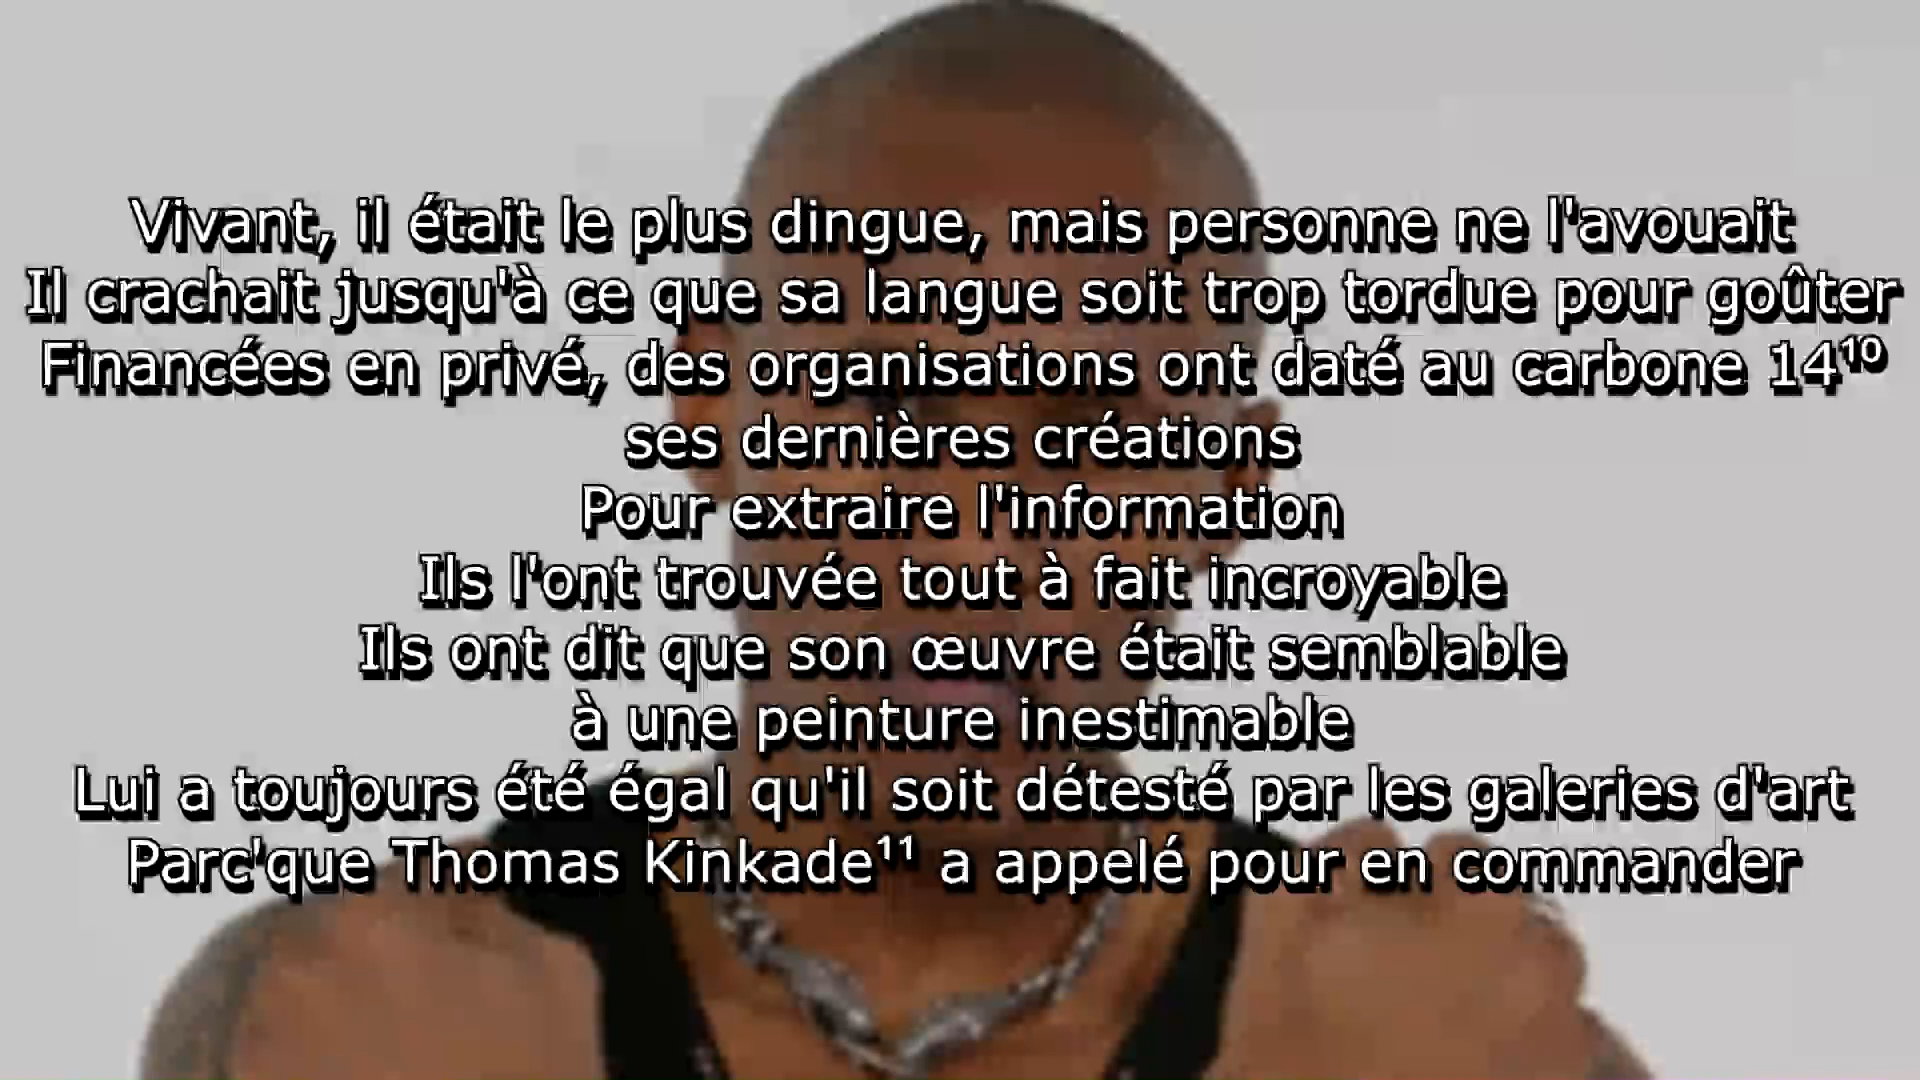 Vivant, il était le plus dingue, mais personne ne l'avouait
Il crachait jusqu'à ce que sa langue soit trop tordue pour goûter
Financées en privé, des organisations ont daté au carbone 14¹⁰
ses dernières créations
Pour extraire l'information
Ils l'ont trouvée tout à fait incroyable
Ils ont dit que son œuvre était semblable
à une peinture inestimable
Lui a toujours été égal qu'il soit détesté par les galeries d'art
Parc'que Thomas Kinkade¹¹ a appelé pour en commander